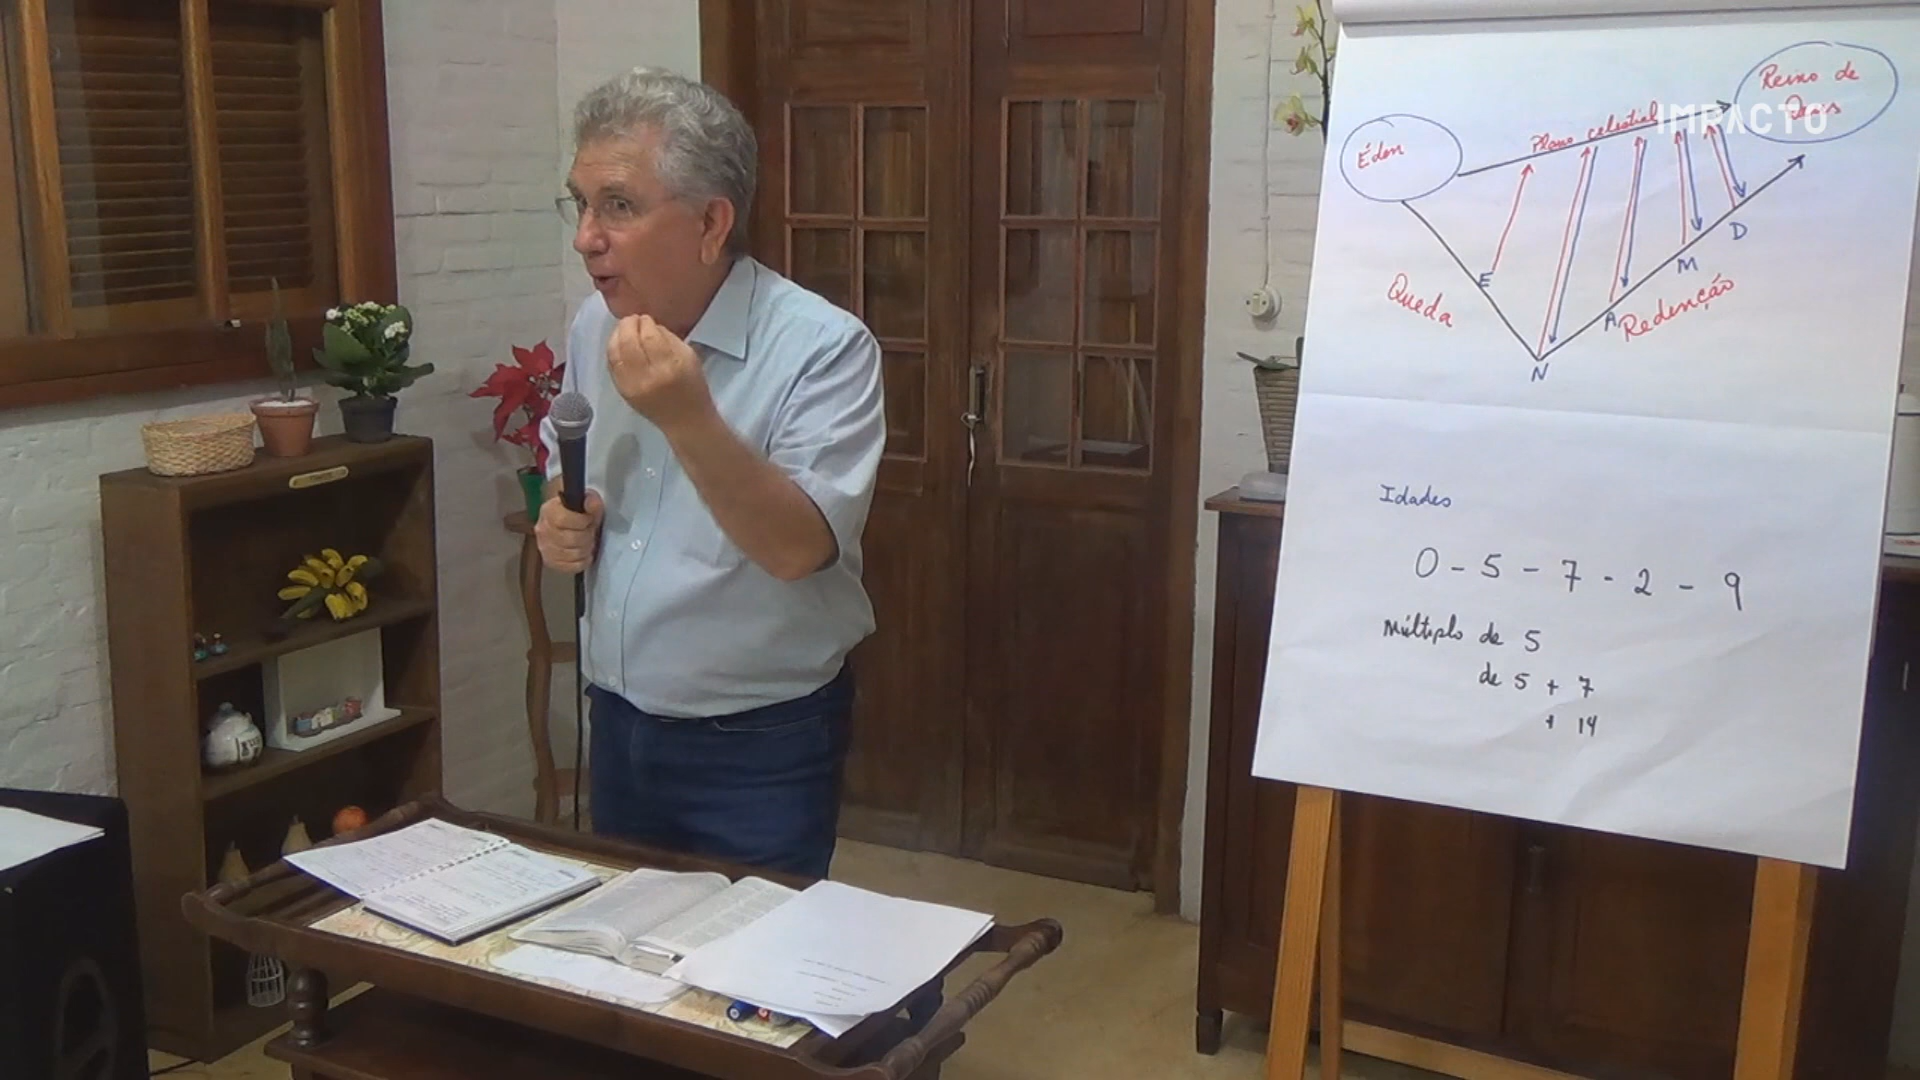 Reino de
Deus
IMPACTO
Plano celestial
Éden
D
M
E
Queda
Redenção
A
N
Idades
0 - 5 - 7 - 2 - 9
Múltiplo de 5
de 5 + 7
+ 14